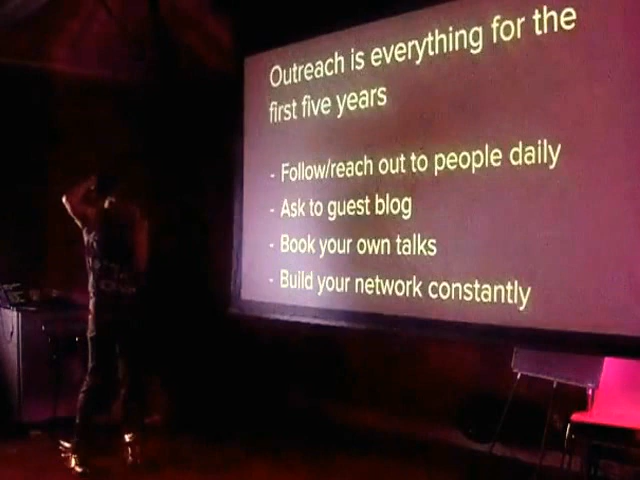 Outreach is everything for the
first five years
- Follow/reach out to people daily
- Ask to guest blog
- Book your own talks
- Build your network constantly